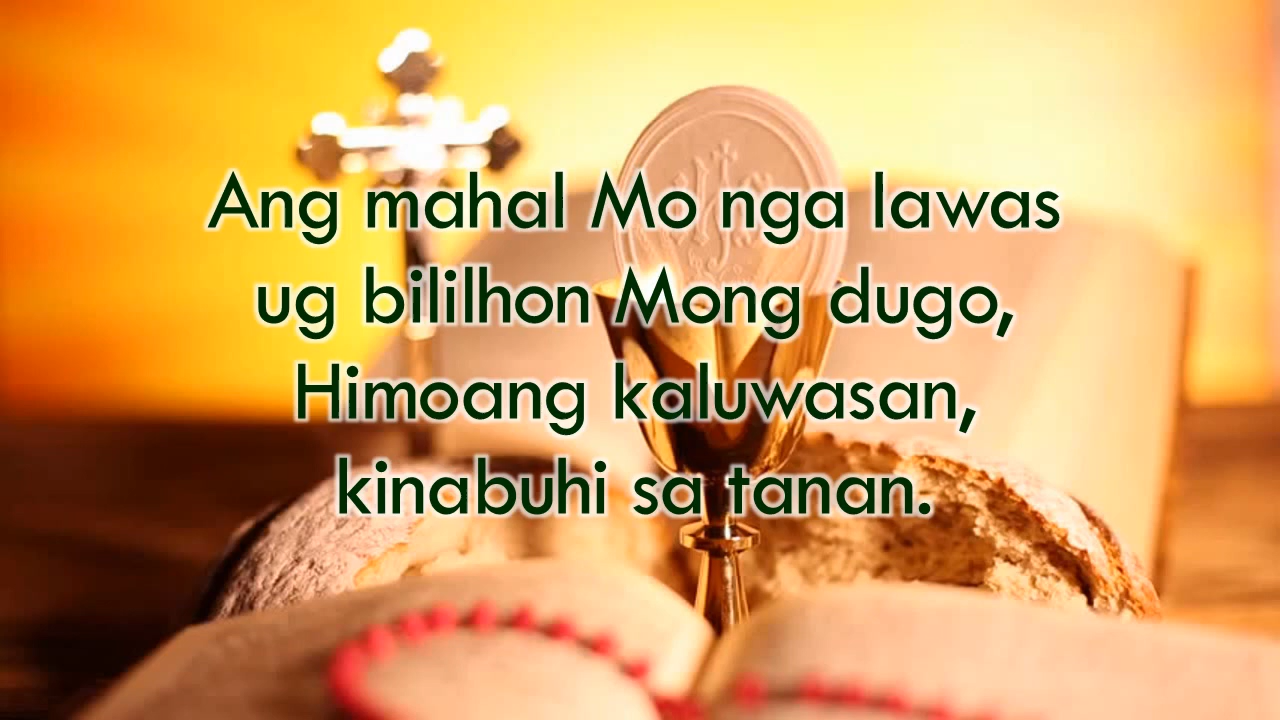 Ang mahal Mo nga lawas
ug bililhon Mong dugo,
Himoang kaluwasan,
kinabuhi sa tanan.